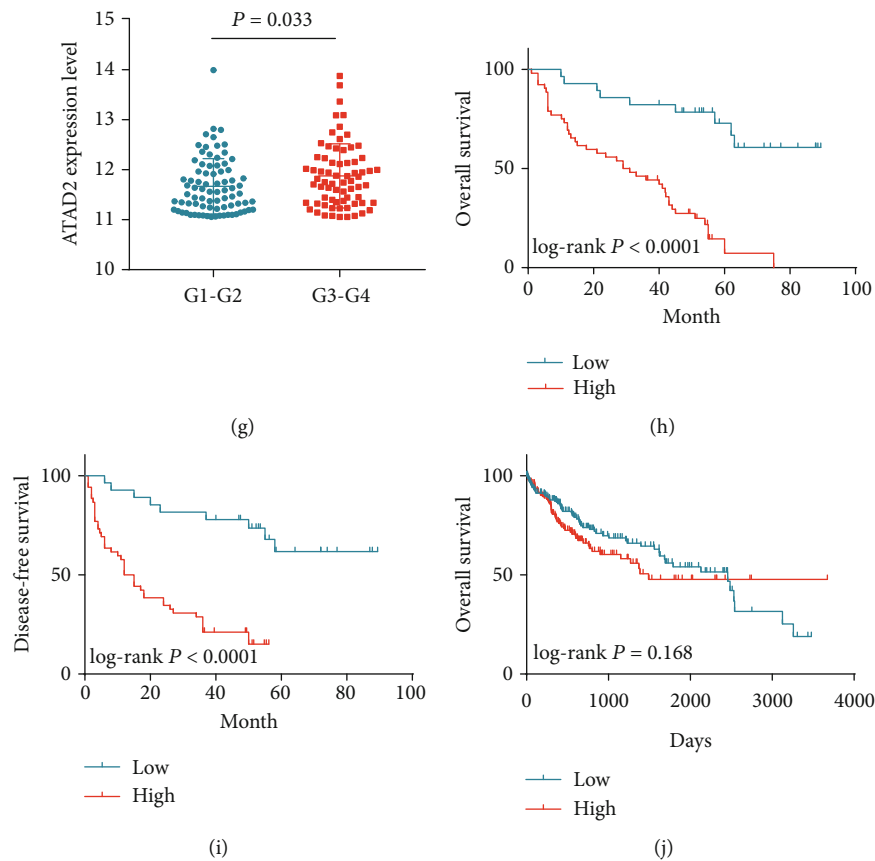 P = 0.033
ATAD2 expression level
15
14
13
12
11
10
G1-G2
G3-G4
(g)
Overall survival
100
50
0
log-rank P < 0.0001
0
20
40
60
80
100
Month
Low
High
(h)
Disease-free survival
100
50
0
log-rank P < 0.0001
0
20
40
60
80
100
Month
Low
High
(i)
Overall survival
100
50
0
log-rank P = 0.168
0
1000
2000
3000
4000
Days
Low
High
(j)